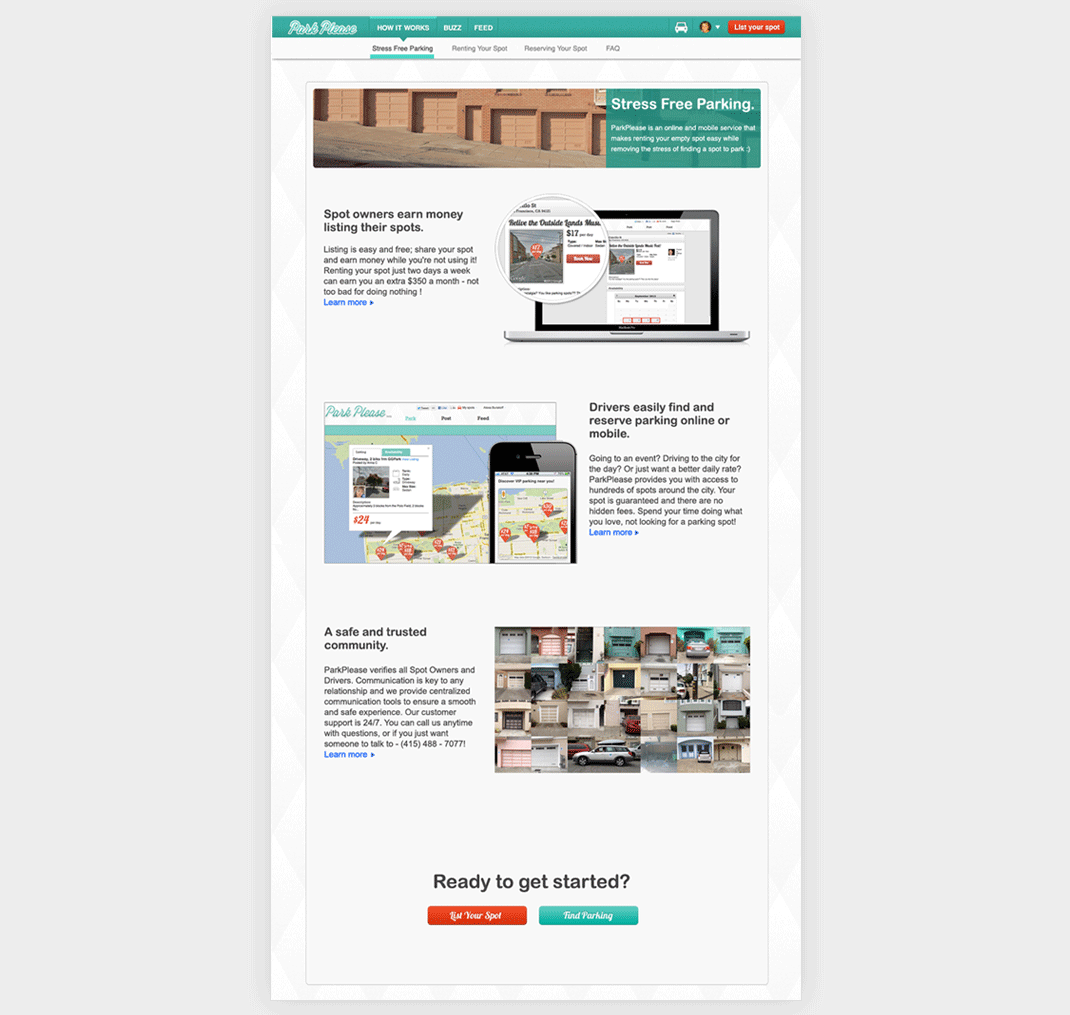 Park Please
HOW IT WORKS
BUZZ
FEED
List your spot
Stress Free Parking
Renting Your Spot
Reserving Your Spot
FAQ
Stress Free Parking.
ParkPlease is an online and mobile service that
makes renting your empty spot easy while
removing the stress of finding a spot to park :)
Spot owners earn money
listing their spots.
Listing is easy and free; share your spot
and earn money while you're not using it!
Renting your spot just two days a week
can earn you an extra $350 a month - not
too bad for doing nothing !
Learn more
Relive the Outside Lands Mus
$17 per day
Type:
Book Now
Park Please
Park
Post
Feed
$24 per day
Discover VIP parking near you!
Drivers easily find and
reserve parking online or
mobile.
Going to an event? Driving to the city for
the day? Or just want a better daily rate?
ParkPlease provides you with access to
hundreds of spots around the city. Your
spot is guaranteed and there are no
hidden fees. Spend your time doing what
you love, not looking for a parking spot!
Learn more
A safe and trusted
community.
ParkPlease verifies all Spot Owners and
Drivers. Communication is key to any
relationship and we provide centralized
communication tools to ensure a smooth
and safe experience. Our customer
support is 24/7. You can call us anytime
with questions, or if you just want
someone to talk to - (415) 488 - 7077!
Learn more
Ready to get started?
List Your Spot
Find Parking